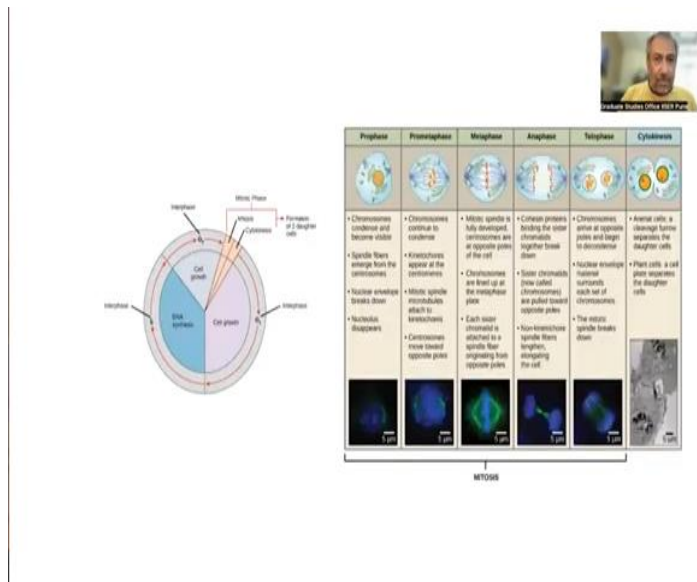 Graduate Studies Office IISER Pune
Mitotic Phase
Mitosis
Cytokinesis
Formation
of 2 daughter
cells
Interphase
Cell
growth
Interphase
DNA
synthesis
Cell growth
Interphase
Prophase
• Chromosomes
condense and
become visible
• Spindle fibers
emerge from the
centrosomes
• Nuclear envelope
breaks down
• Nucleolus
disappears
5 μm
Prometaphase
• Chromosomes
continue to
condense
• Kinetochores
appear at the
centromeres
• Mitotic spindle
microtubules
attach to
kinetochores
• Centrosomes
move toward
opposite poles
5 μm
Metaphase
• Mitotic spindle is
fully developed,
centrosomes are
at opposite poles
of the cell
• Chromosomes
are lined up at
the metaphase
plate
• Each sister
chromatid is
attached to a
spindle fiber
originating from
opposite poles
5 μm
Anaphase
• Cohesin proteins
binding the sister
chromatids
together break
down
• Sister chromatids
(now called
chromosomes)
are pulled toward
opposite poles
• Non-kinetochore
spindle fibers
lengthen,
elongating
the cell
5 μm
Telophase
• Chromosomes
arrive at opposite
poles and begin
to decondense
• Nuclear envelope
material
surrounds
each set of
chromosomes
• The mitotic
spindle breaks
down
5 μm
Cytokinesis
• Animal cells: a
cleavage furrow
separates the
daughter cells
• Plant cells: a cell
plate separates
the daughter
cells
5 μm
MITOSIS